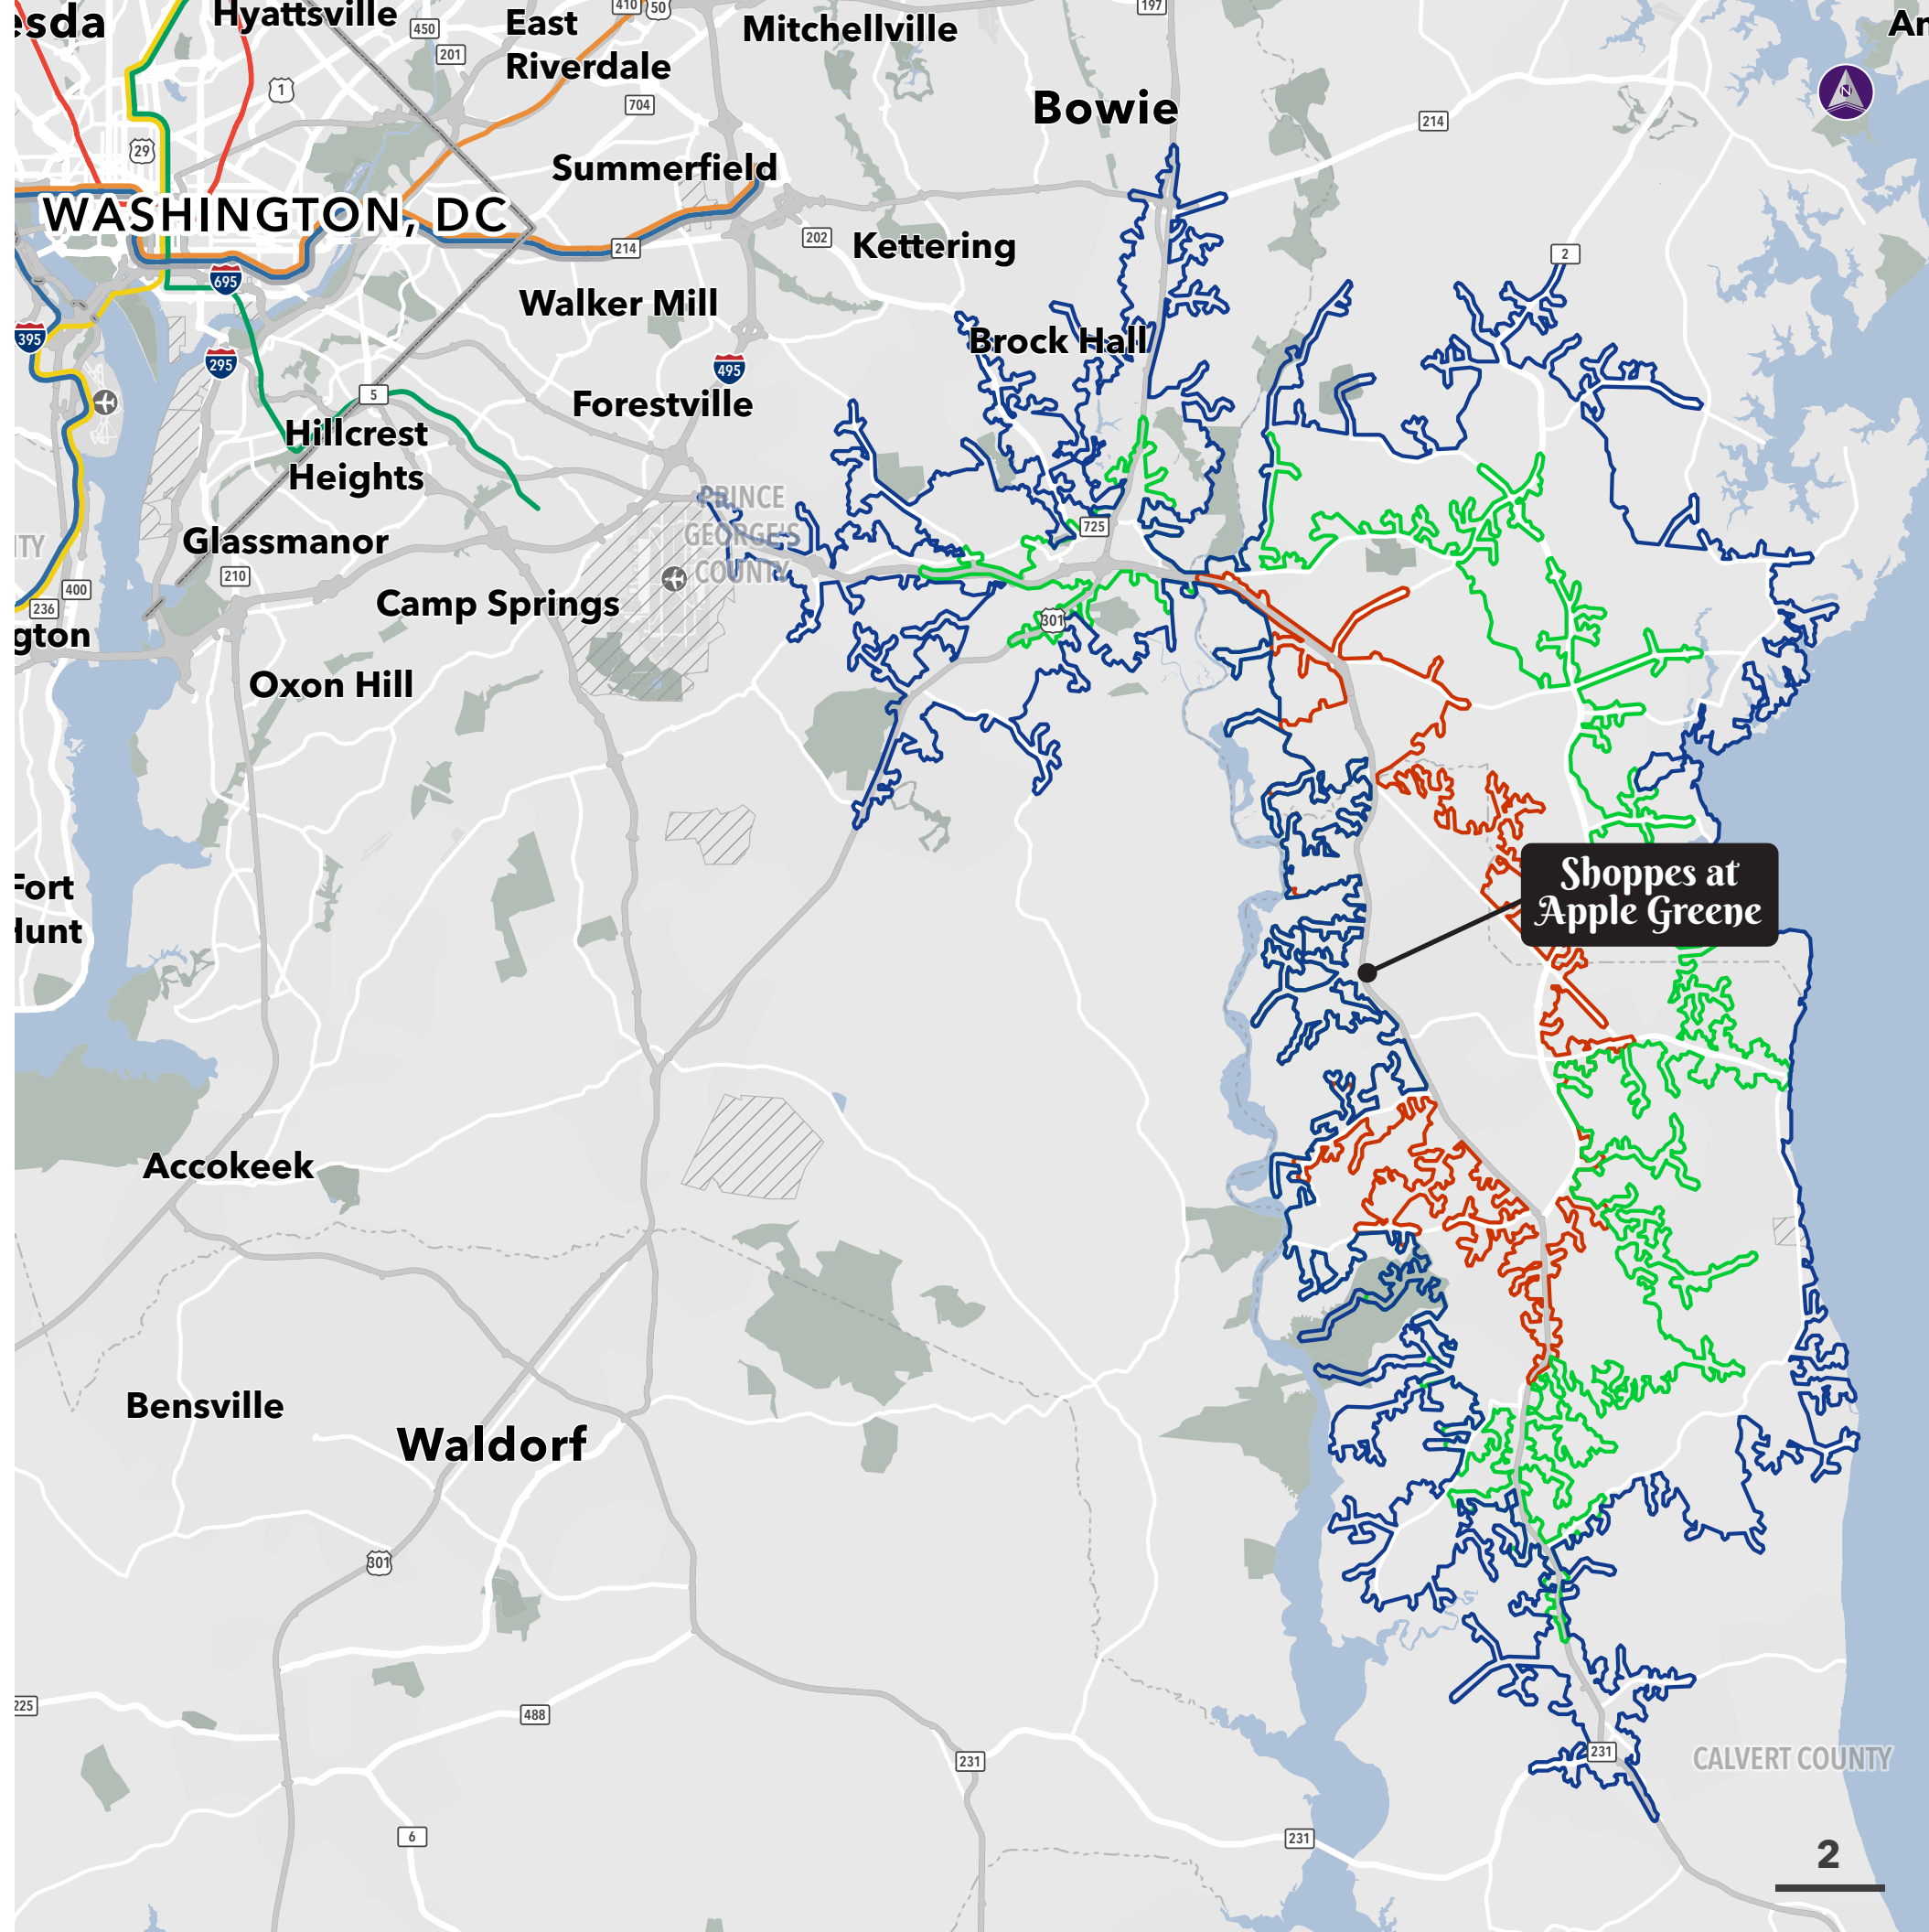 esda
Hyattsville
450
201
East
Riverdale
410
50
Mitchellville
197
1
704
Bowie
N
214
29
Summerfield
WASHINGTON, DC
214
202
Kettering
2
695
Walker Mill
395
295
Brock Hall
495
5
Forestville
Hillcrest
Heights
PRINCE
GEORGE'S
COUNTY
725
Glassmanor
210
400
236
Camp Springs
301
gton
Oxon Hill
Shoppes at
Apple Greene
Fort
Hunt
Accokeek
Bensville
Waldorf
301
225
488
231
231
CALVERT COUNTY
6
231
2